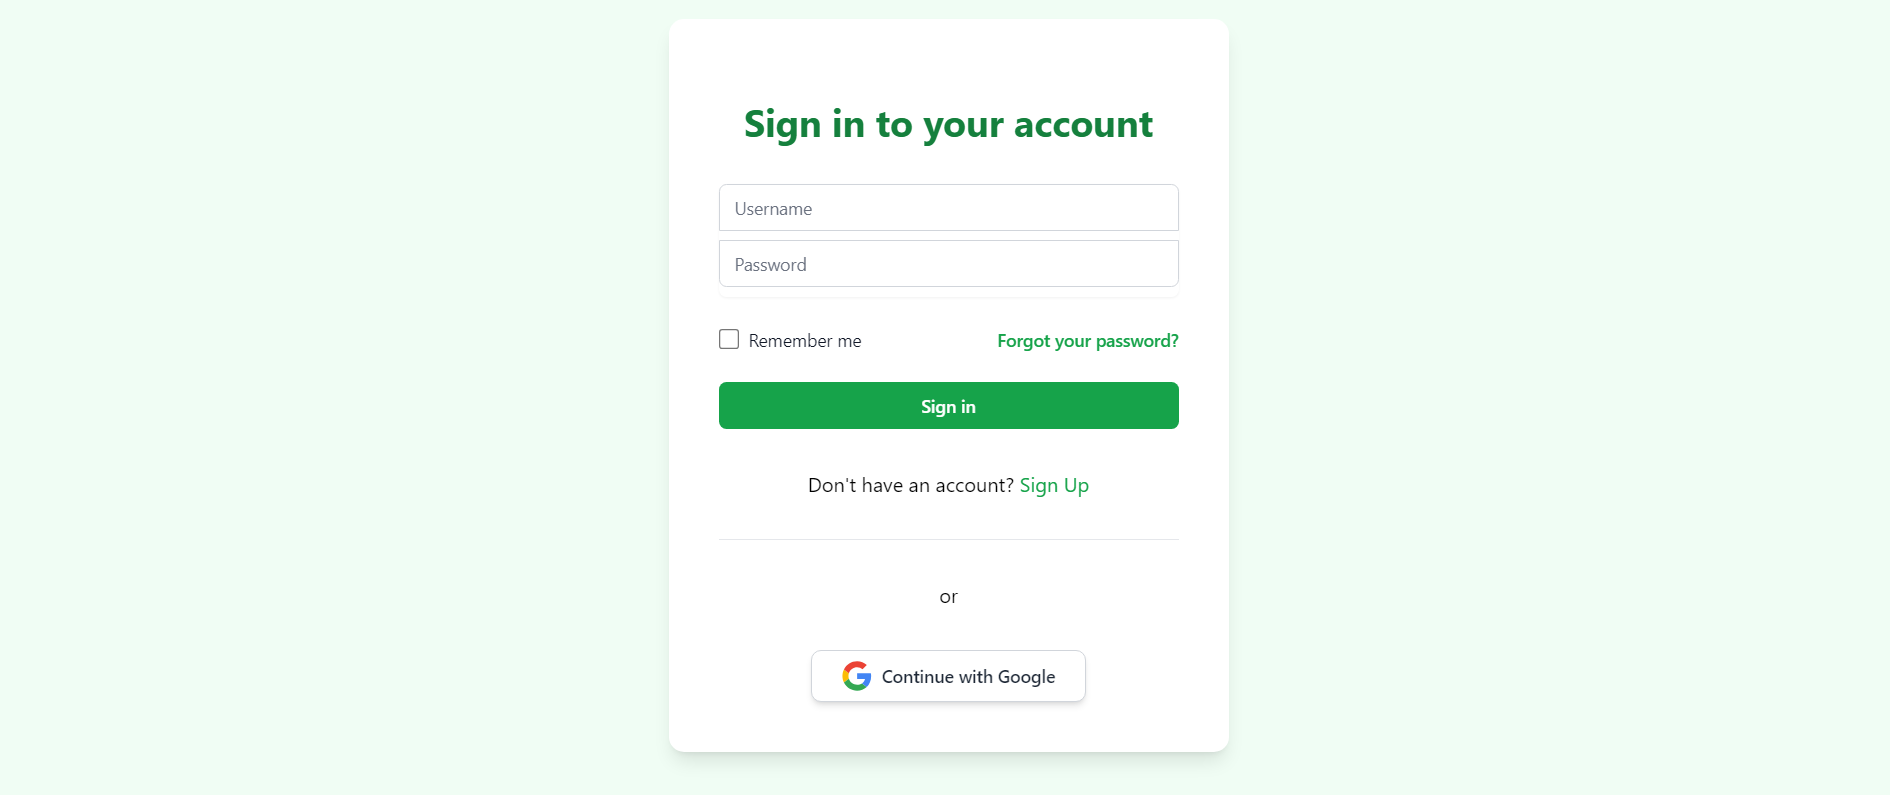 Sign in to your account
Username
Password
Remember me Forgot your password?
Sign in
Don't have an account? Sign Up
or
Continue with Google